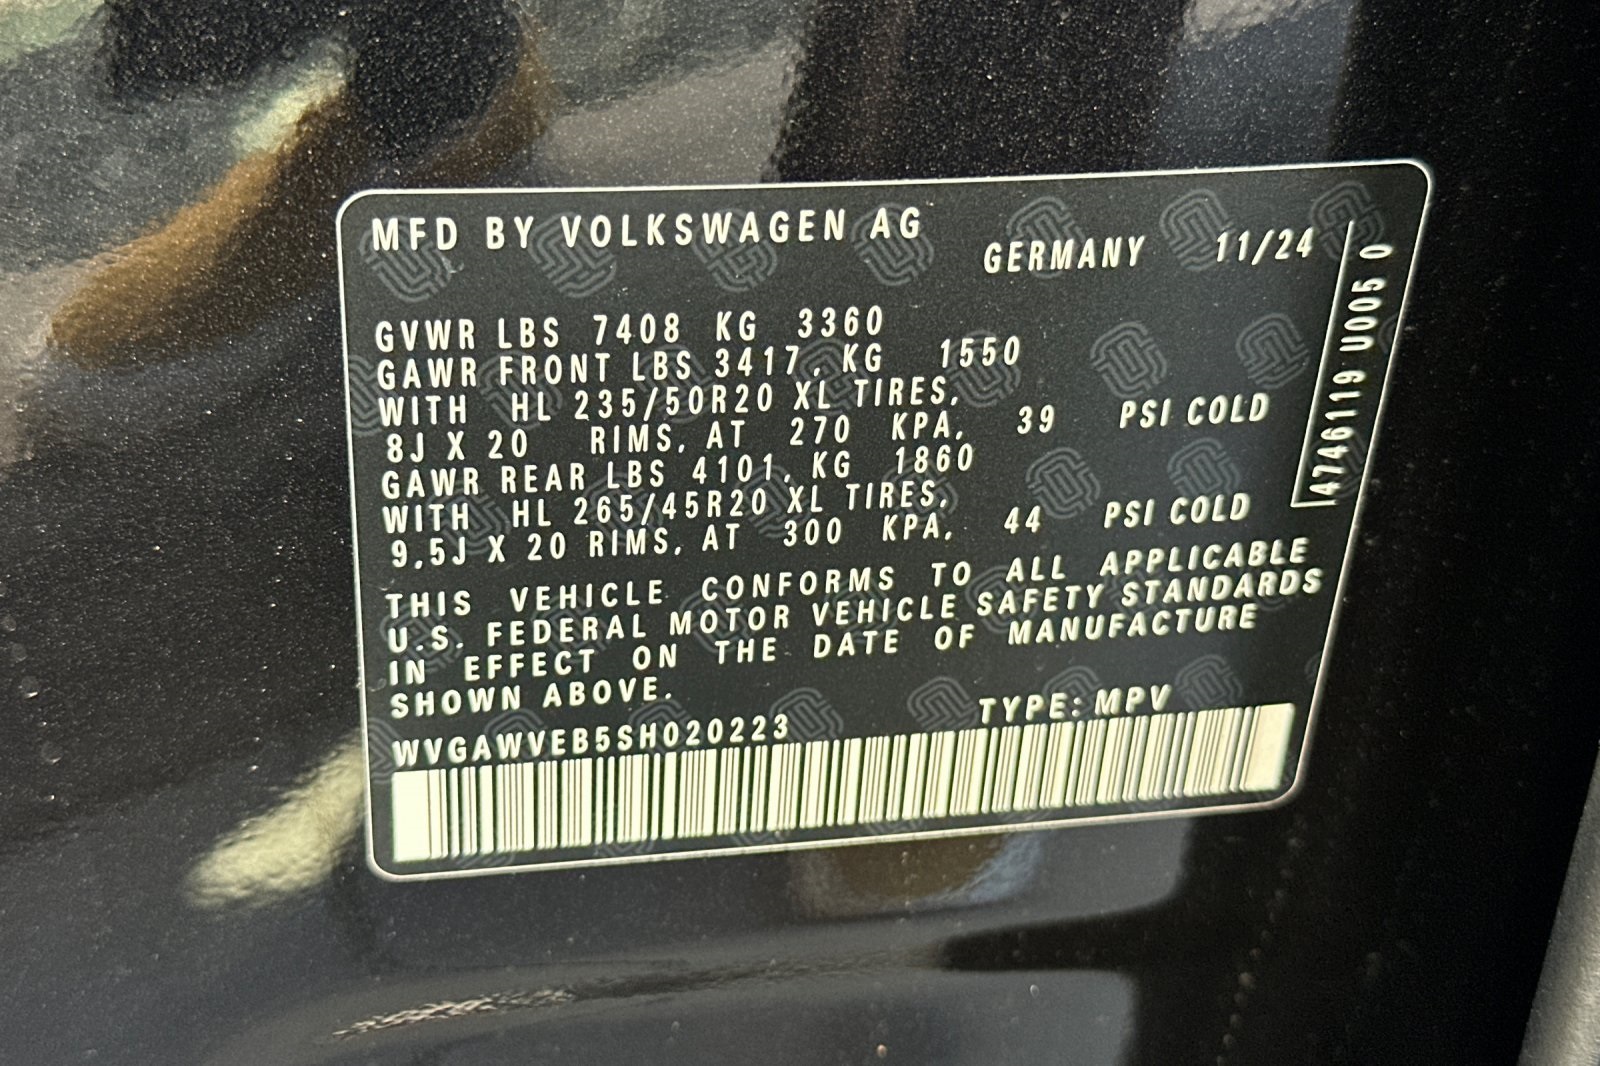 MFD BY VOLKSWAGEN AG
GERMANY 11/24
GVWR LBS 7408 KG 3360
GAWR FRONT LBS 3417, KG 1550
WITH HL 235/50R20 XL TIRES,
8J X 20 RIMS, AT 270 KPA, 39 PSI COLD
GAWR REAR LBS 4101, KG 1860
WITH HL 265/45R20 XL TIRES,
9.5J X 20 RIMS, AT 300 KPA, 44 PSI COLD
THIS VEHICLE CONFORMS TO ALL APPLICABLE
U.S. FEDERAL MOTOR VEHICLE SAFETY STANDARDS
IN EFFECT ON THE DATE OF MANUFACTURE
SHOWN ABOVE.
WVGAWVEB5SH020223 TYPE: MPV
4746119 U005 0